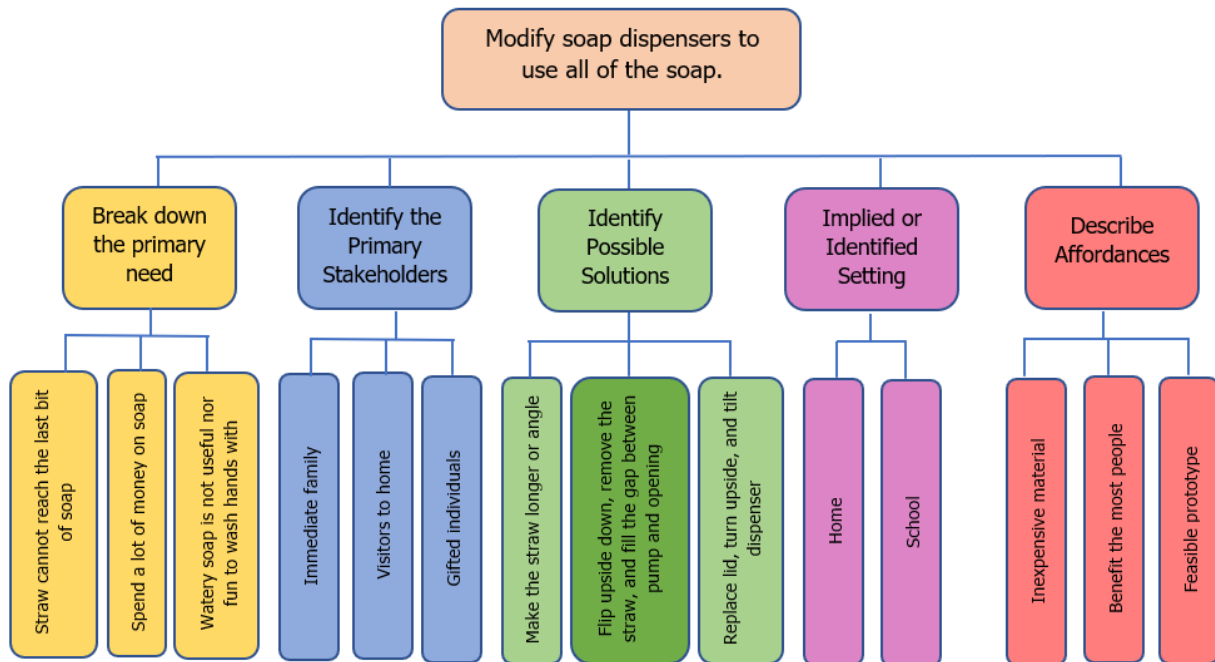 Modify soap dispensers to
use all of the soap.
Break down
the primary
need
Identify the
Primary
Stakeholders
Identify
Possible
Solutions
Implied or
Identified
Setting
Describe
Affordances
Straw cannot reach the last bit
of soap
Spend a lot of money on soap
Watery soap is not useful nor
fun to wash hands with
Immediate family
Visitors to home
Gifted individuals
Make the straw longer or angle
Flip upside down, remove the
straw, and fill the gap between
pump and opening
Replace lid, turn upside, and tilt
dispenser
Home
School
Inexpensive material
Benefit the most people
Feasible prototype